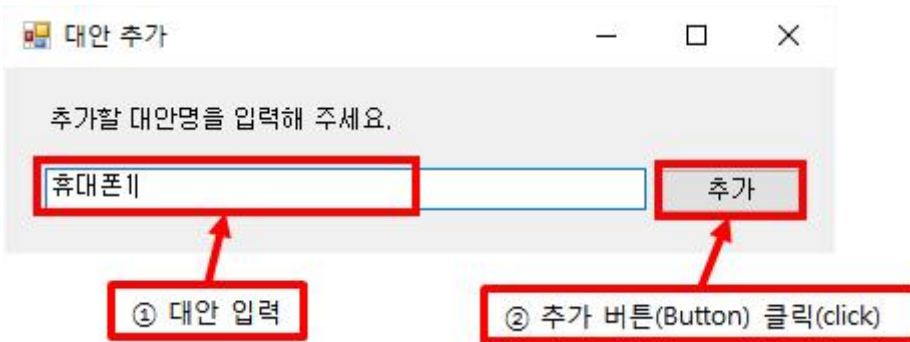 대안 추가
추가할 대안명을 입력해 주세요.
휴대폰1
추가
① 대안 입력
② 추가 버튼(Button) 클릭(click)